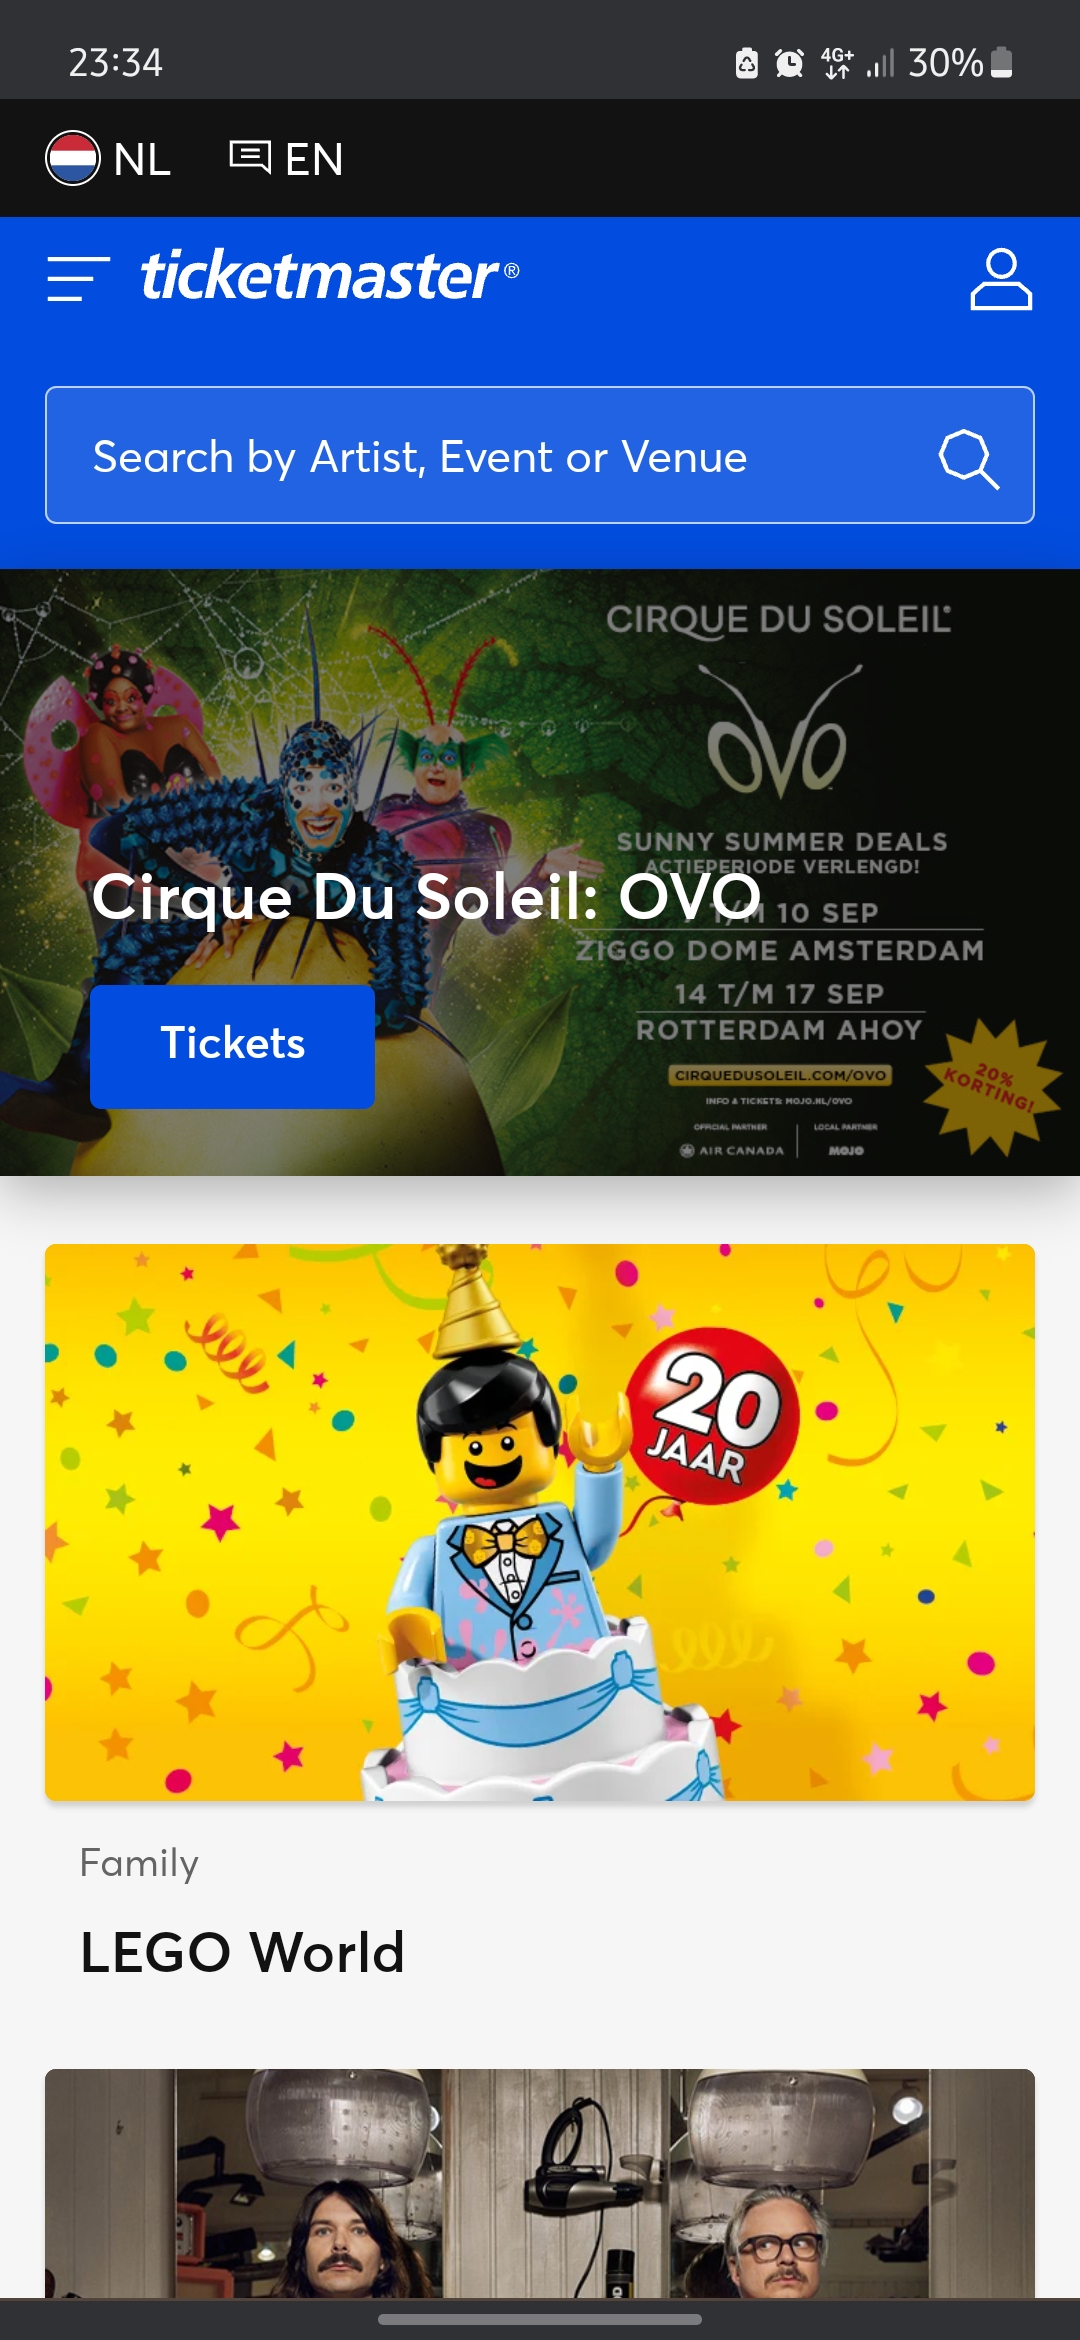 23:34
4G+
30%
NL
EN
ticketmaster®
Search by Artist, Event or Venue
CIRQUE DU SOLEIL®
OVO
SUNNY SUMMER DEALS
ACTIEPERIODE VERLENGD!
Cirque Du Soleil: OVO
T/M 10 SEP
ZIGGO DOME AMSTERDAM
14 T/M 17 SEP
ROTTERDAM AHOY
Tickets
CIRQUEDUSOLEIL.COM/OVO
INFO & TICKETS: MOJO.NL/OVO
OFFICIAL PARTNER
LOCAL PARTNER
AIR CANADA
MOJO
20%
KORTING!
20
JAAR
Family
LEGO World